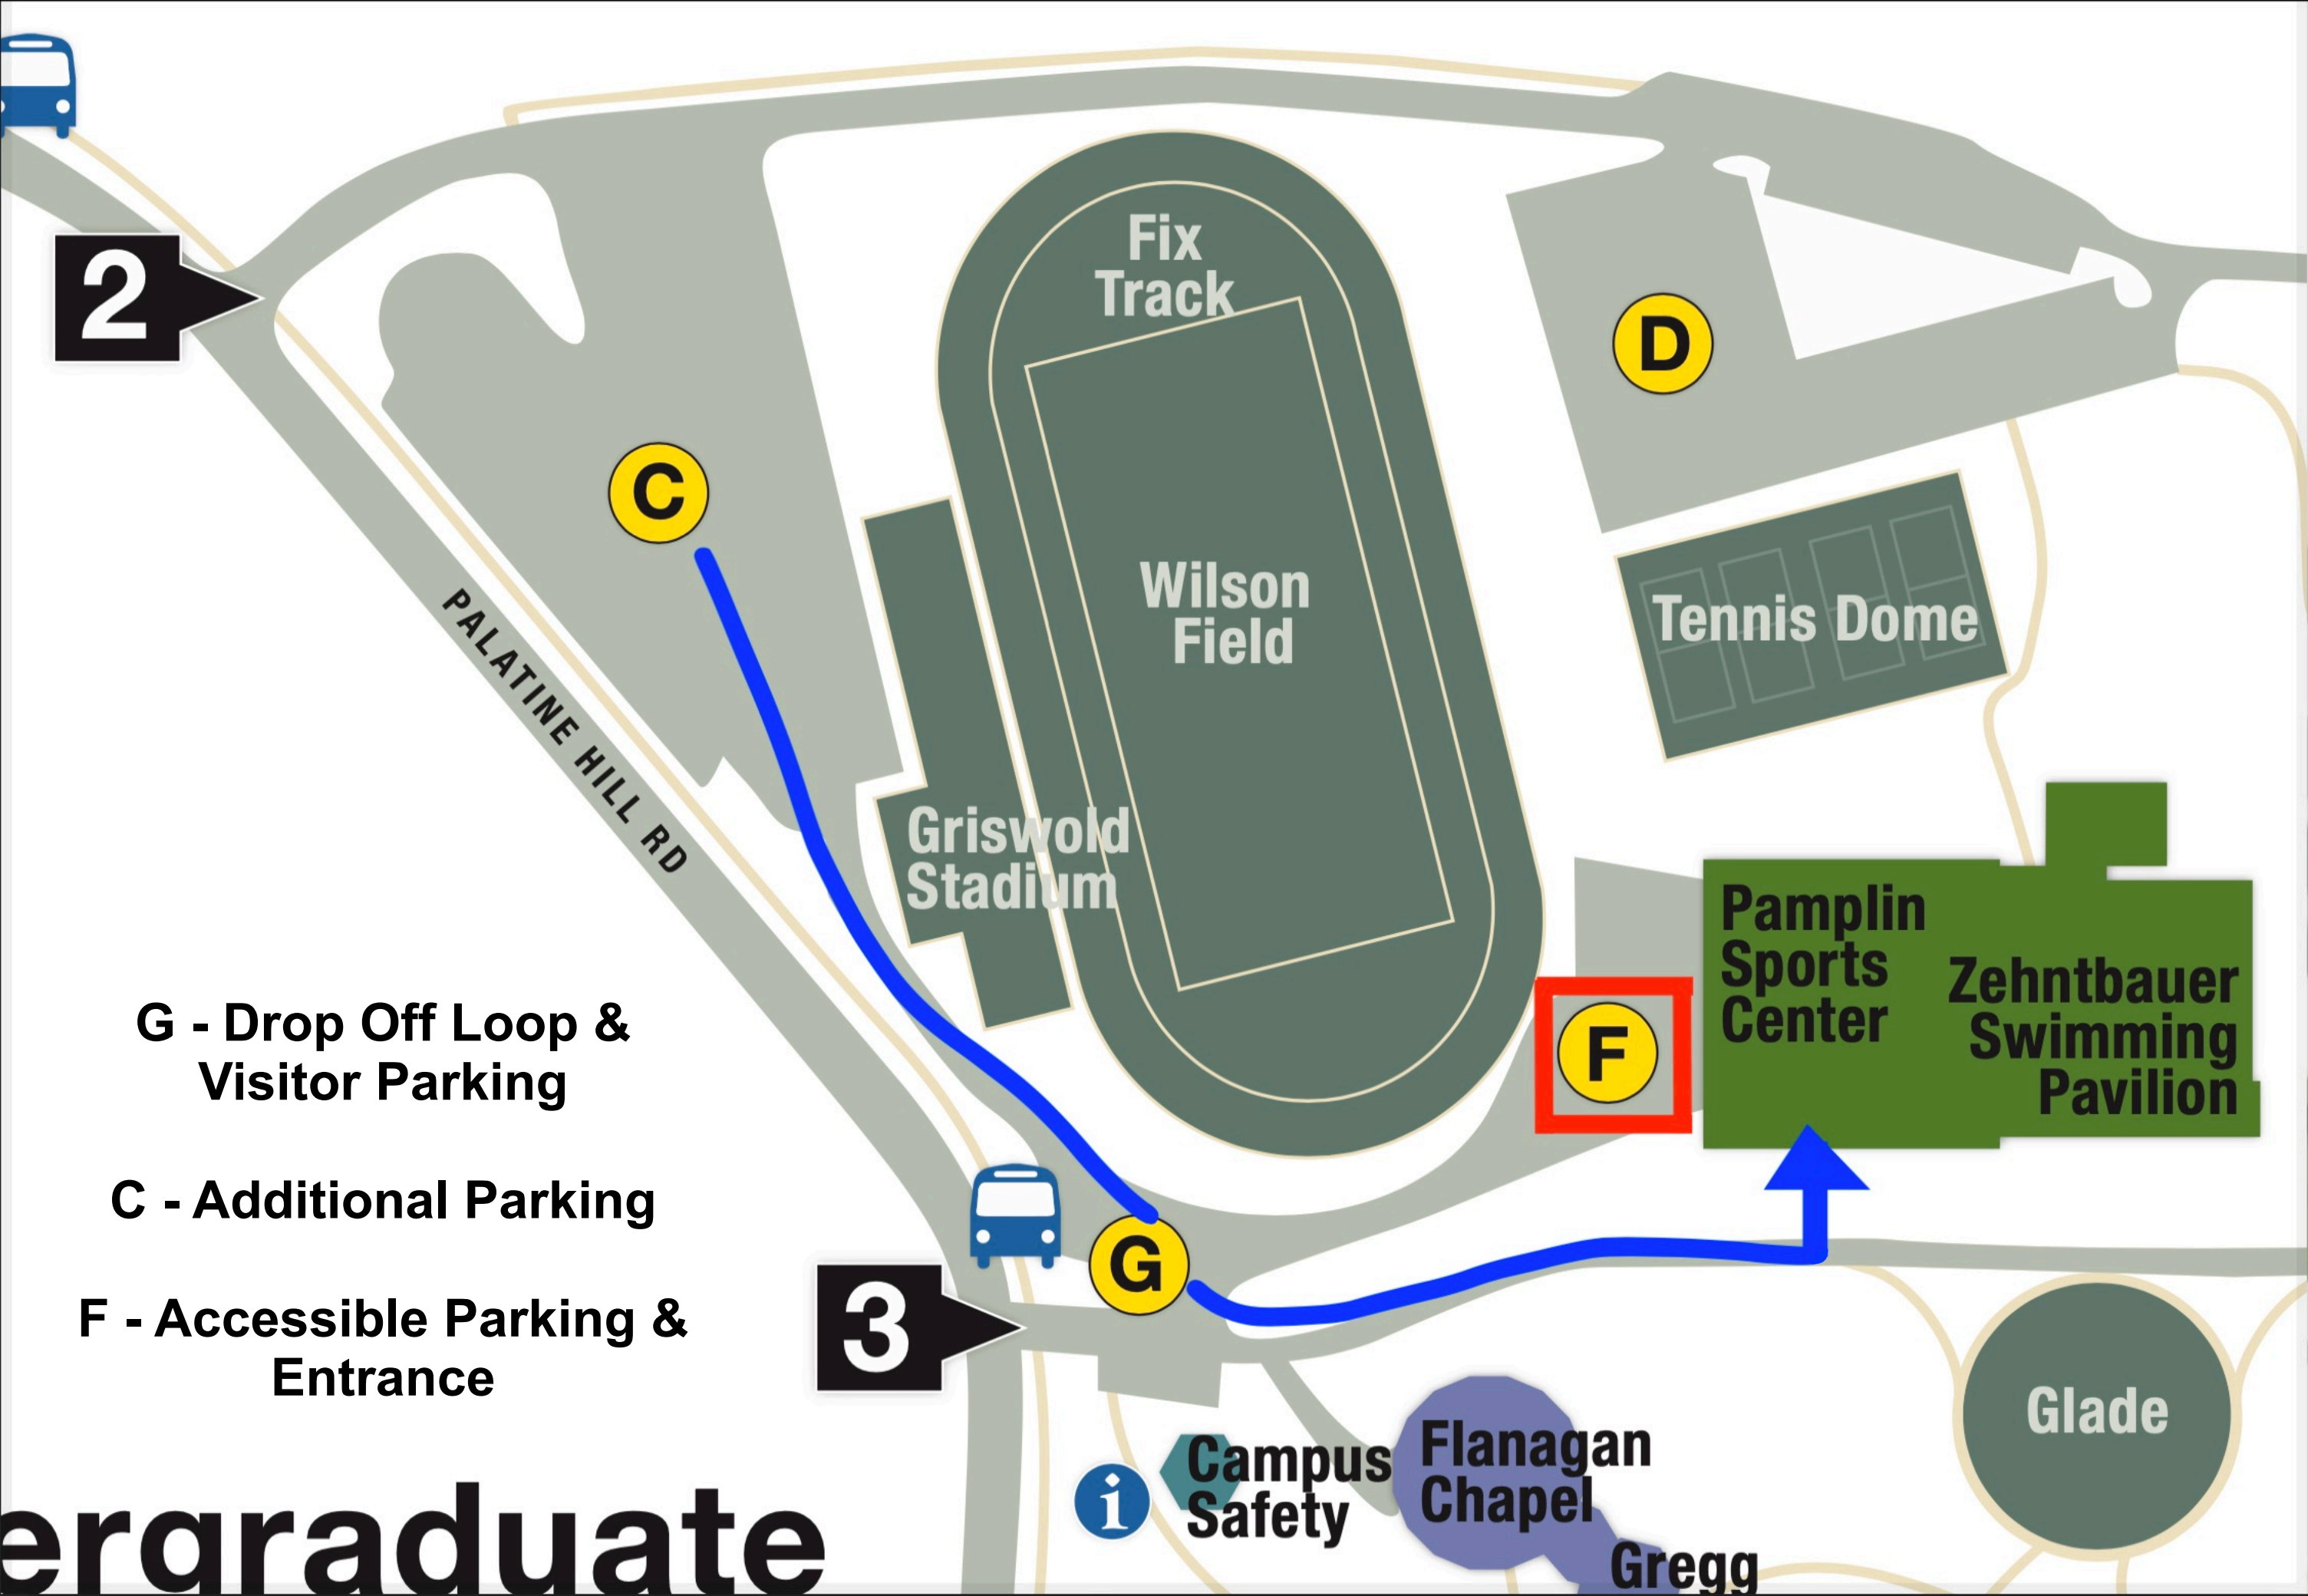 2
Fix
Track
D
C
Wilson
Field
Tennis Dome
PALATINE HILL RD
Griswold
Stadium
Pamplin
Sports
Center
Zehntbauer
Swimming
Pavilion
F
G - Drop Off Loop &
Visitor Parking
C - Additional Parking
F - Accessible Parking &
Entrance
G
3
Glade
i
Campus
Safety
Flanagan
Chapel
Gregg
ergraduate